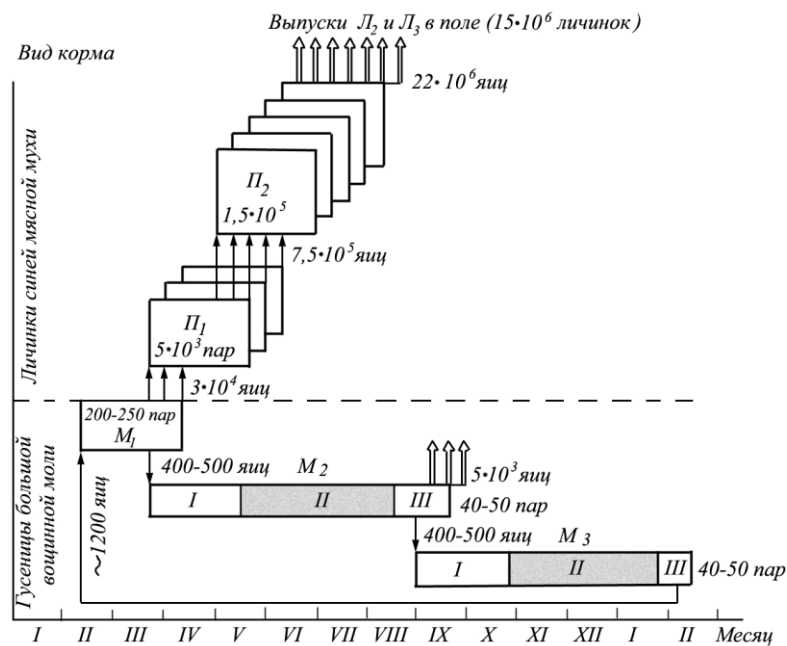 Выпуски Л2 и Л3 в поле (15•10^6 личинок)
Вид корма
22•10^6 яиц
Личинки синей мясной мухи
П2
1,5•10^5
7,5•10^5 яиц
П1
5•10^3 пар
3•10^4 яиц
200-250 пар
М1
Гусеницы большой
вощинной моли
~1200 яиц
400-500 яиц М2
5•10^3 яиц
I II III
40-50 пар
400-500 яиц М3
I II III
40-50 пар
I II III IV V VI VII VIII IX X XI XII I II Месяц